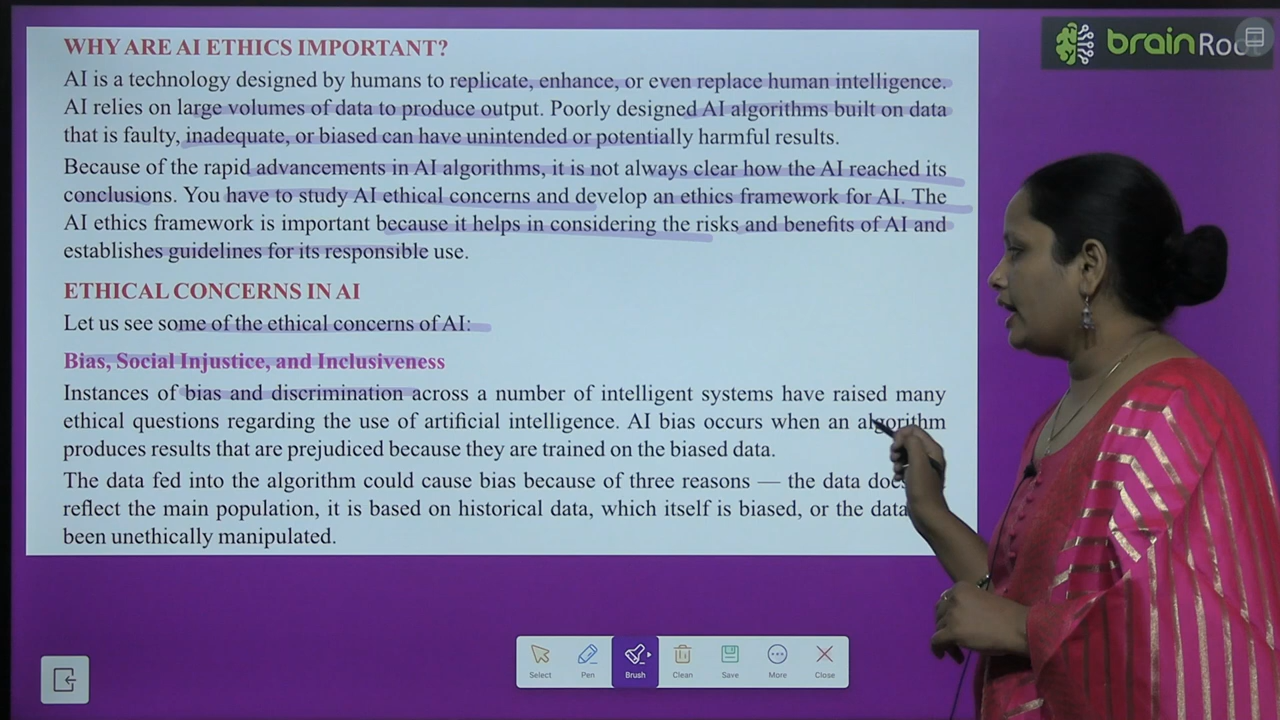 WHY ARE AI ETHICS IMPORTANT?
AI is a technology designed by humans to replicate, enhance, or even replace human intelligence.
AI relies on large volumes of data to produce output. Poorly designed AI algorithms built on data
that is faulty, inadequate, or biased can have unintended or potentially harmful results.
Because of the rapid advancements in AI algorithms, it is not always clear how the AI reached its
conclusions. You have to study AI ethical concerns and develop an ethics framework for AI. The
AI ethics framework is important because it helps in considering the risks and benefits of AI and
establishes guidelines for its responsible use.
ETHICAL CONCERNS IN AI
Let us see some of the ethical concerns of AI:
Bias, Social Injustice, and Inclusiveness
Instances of bias and discrimination across a number of intelligent systems have raised many
ethical questions regarding the use of artificial intelligence. AI bias occurs when an algorithm
produces results that are prejudiced because they are trained on the biased data.
The data fed into the algorithm could cause bias because of three reasons — the data
reflect the main population, it is based on historical data, which itself is biased, or the data
been unethically manipulated.
brain
Select Pen Brush Clean Save More Close